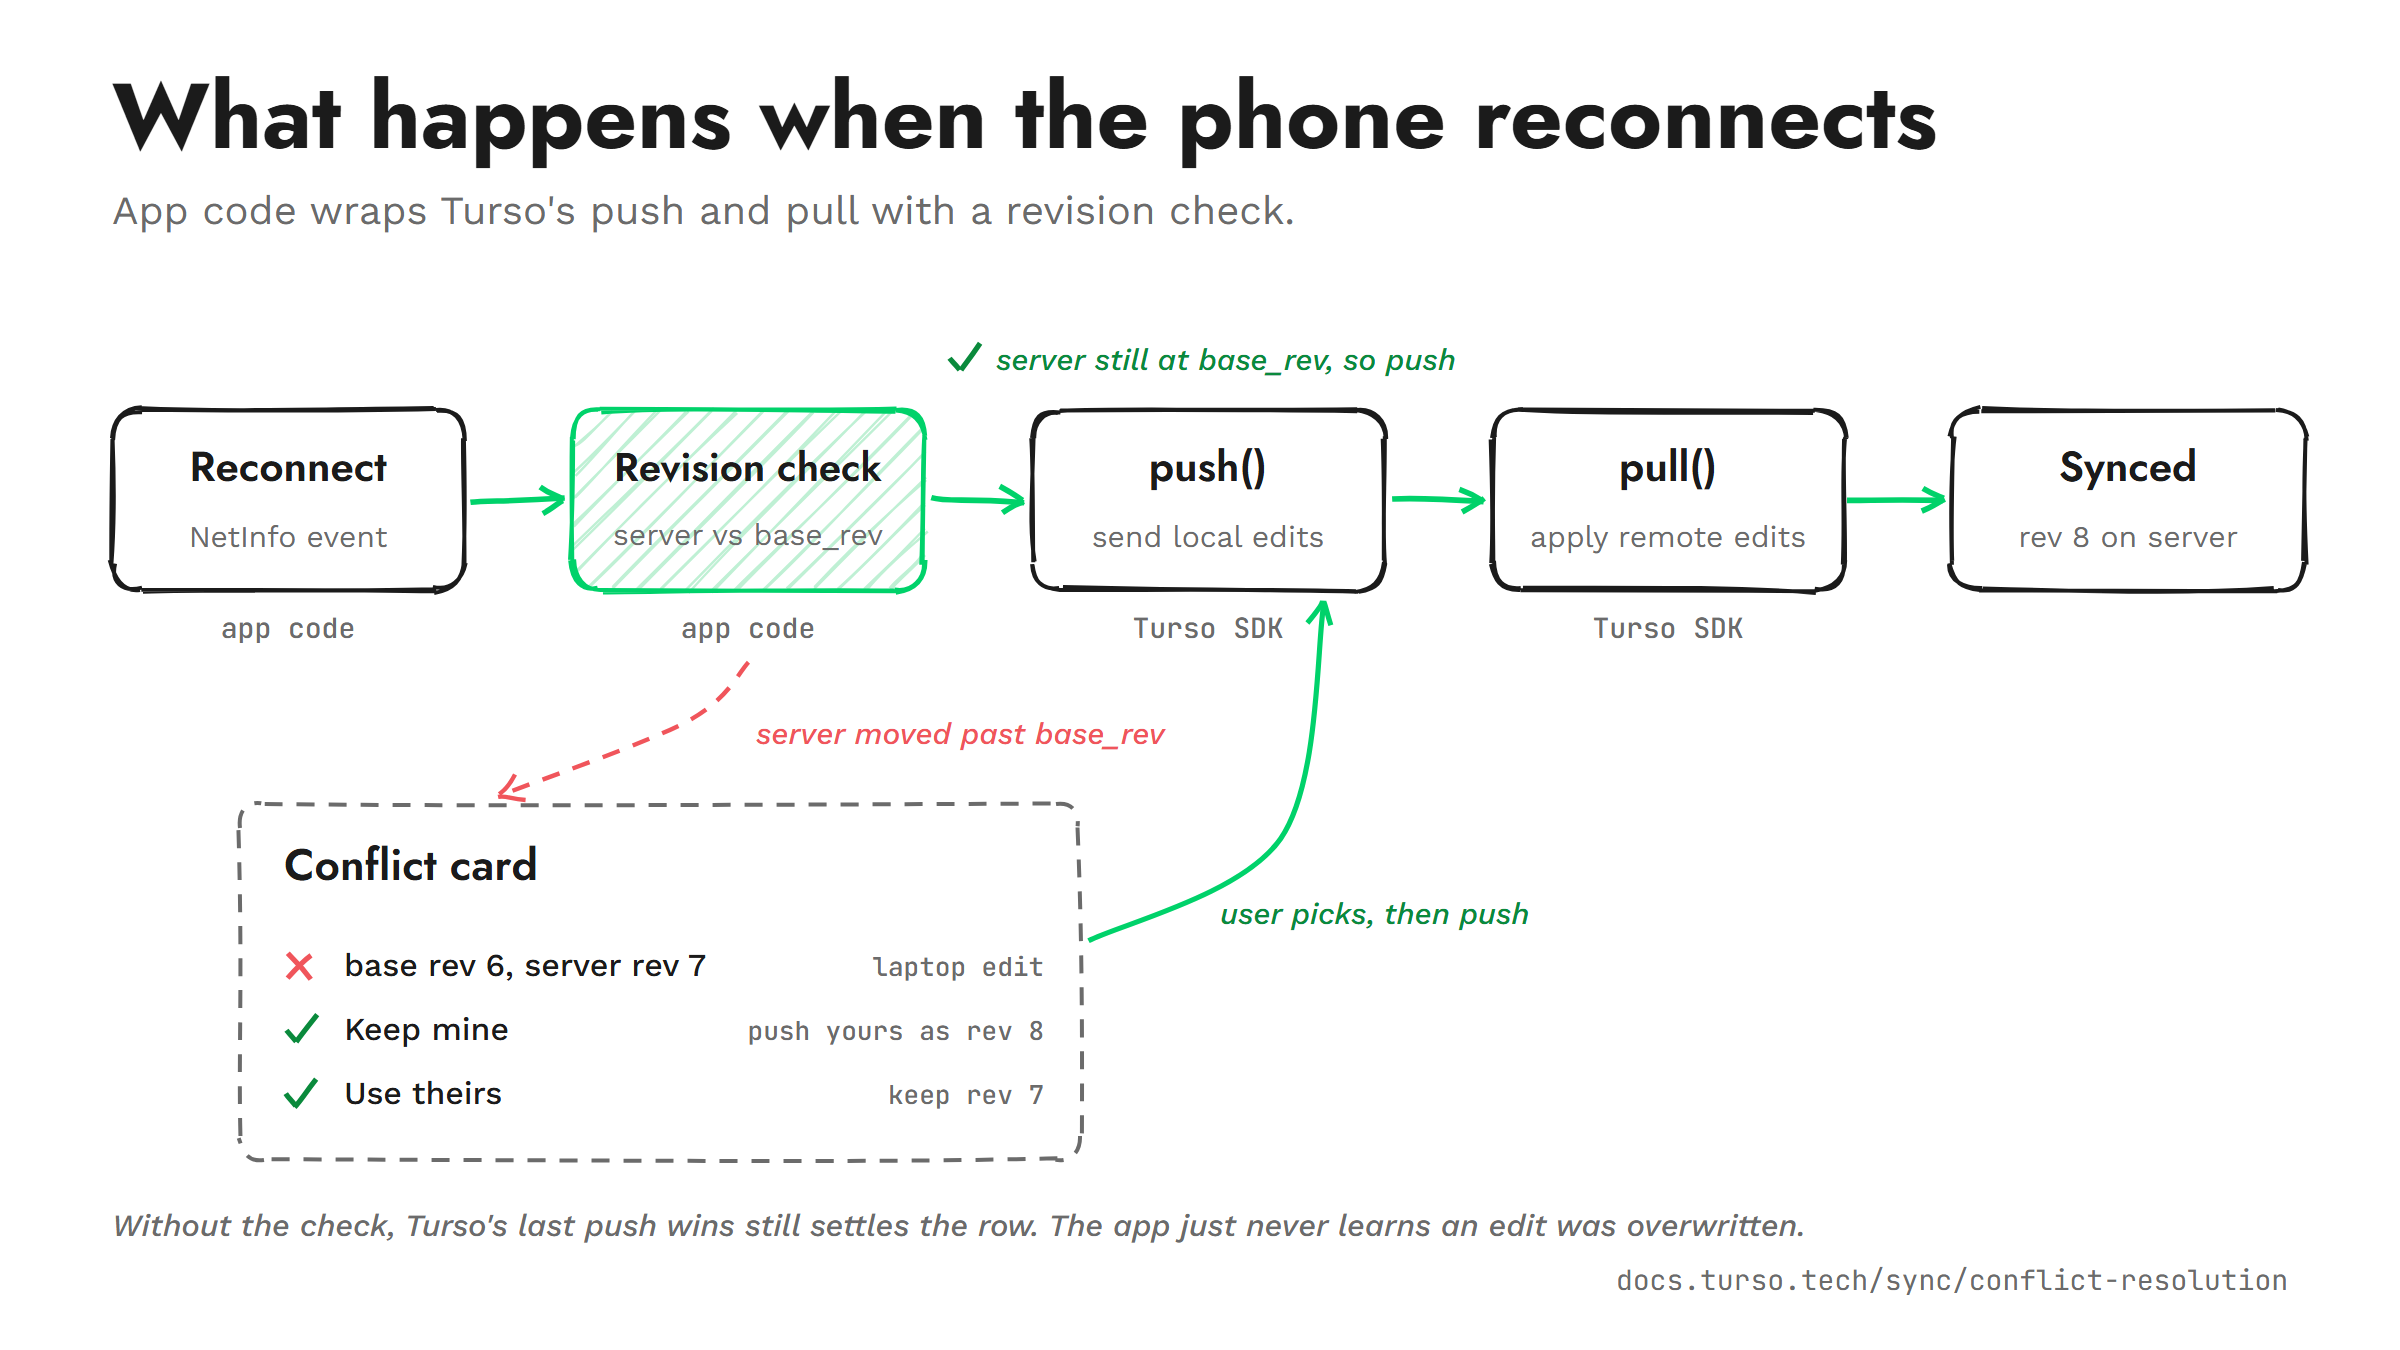 What happens when the phone reconnects
App code wraps Turso's push and pull with a revision check.
server still at base_rev, so push
Reconnect
NetInfo event
app code
Revision check
server vs base_rev
app code
push()
send local edits
Turso SDK
pull()
apply remote edits
Turso SDK
Synced
rev 8 on server
server moved past base_rev
Conflict card
base rev 6, server rev 7 laptop edit
Keep mine push yours as rev 8
Use theirs keep rev 7
user picks, then push
Without the check, Turso's last push wins still settles the row. The app just never learns an edit was overwritten.
docs.turso.tech/sync/conflict-resolution